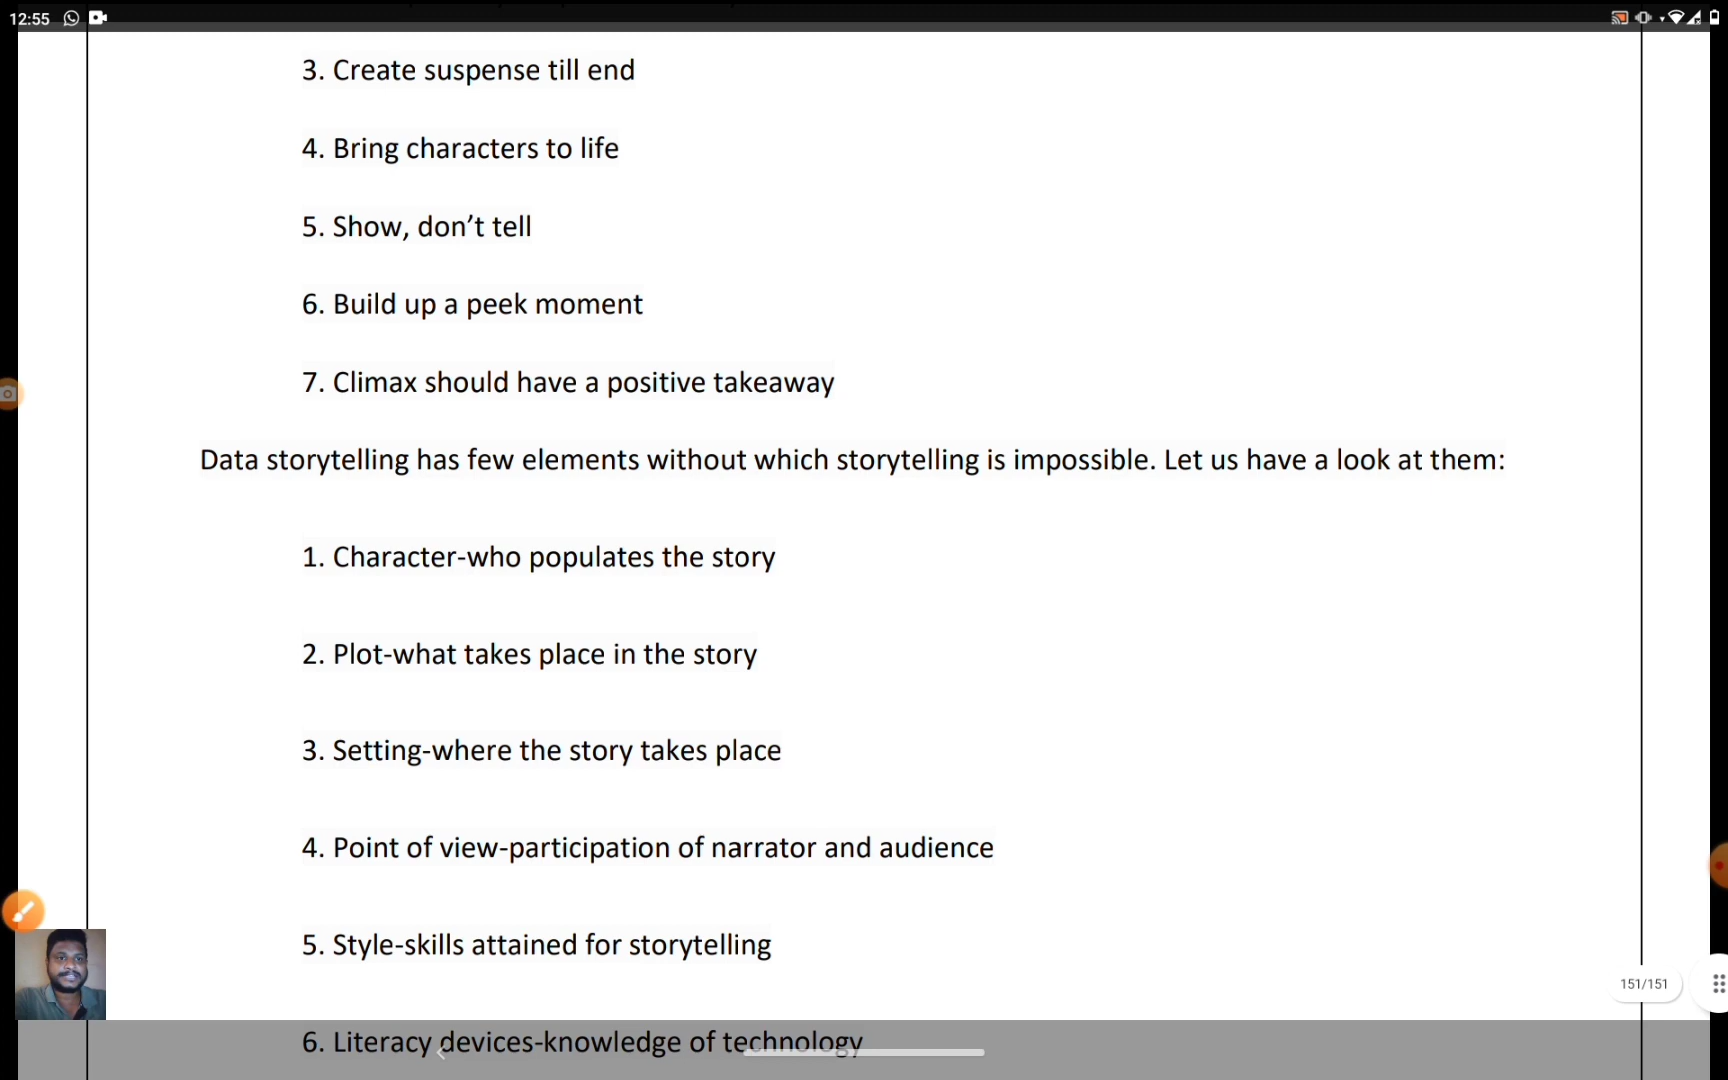 12:55
3. Create suspense till end
4. Bring characters to life
5. Show, don’t tell
6. Build up a peek moment
7. Climax should have a positive takeaway
Data storytelling has few elements without which storytelling is impossible. Let us have a look at them:
1. Character-who populates the story
2. Plot-what takes place in the story
3. Setting-where the story takes place
4. Point of view-participation of narrator and audience
5. Style-skills attained for storytelling
151/151
6. Literacy devices-knowledge of technology